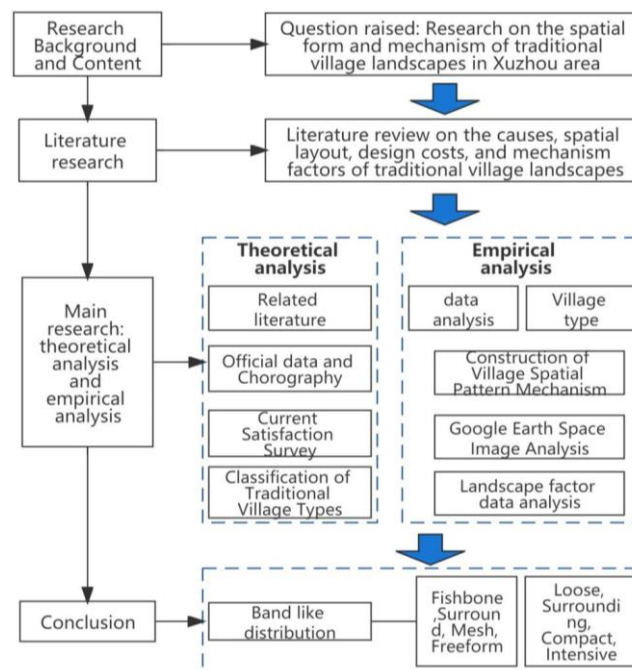 Research
Background
and Content
Question raised: Research on the spatial
form and mechanism of traditional
village landscapes in Xuzhou area
Literature
research
Literature review on the causes, spatial
layout, design costs, and mechanism
factors of traditional village landscapes
Main
research:
theoretical
analysis
and
empirical
analysis
Theoretical
analysis
Related
literature
Official data and
Chorography
Current
Satisfaction
Survey
Classification of
Traditional
Village Types
Empirical
analysis
data
analysis
Village
type
Construction of
Village Spatial
Pattern Mechanism
Google Earth Space
Image Analysis
Landscape factor
data analysis
Conclusion
Band like
distribution
Fishbone
,Surroun
d, Mesh,
Freeform
Loose,
Surroundi
ng,
Compact,
Intensive